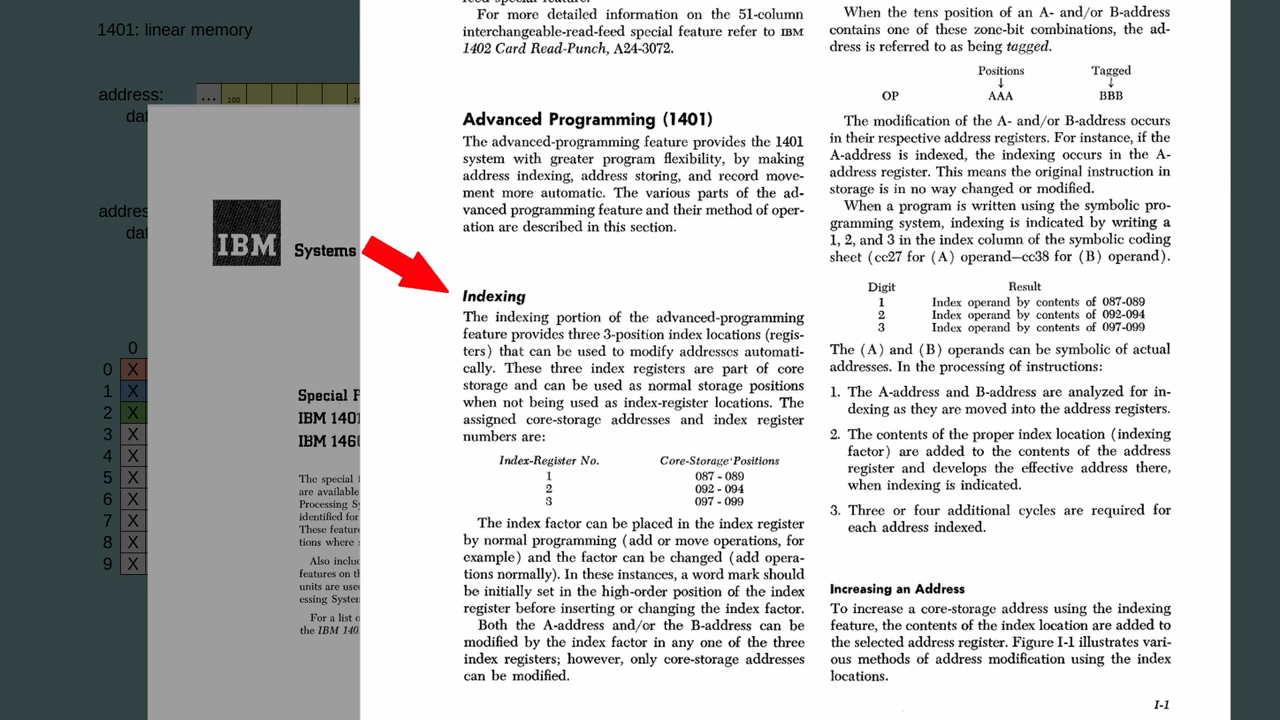 1401: linear memory
address:
...
100
IBM
Systems
IBM 1401
The special
are available
Processing
identified for
These
tions where
Also
features on
units are
essing
For a list
the IBM
0
0 X
1 X
2 X
3 X
4 X
5 X
6 X
7 X
8 X
9 X
For more detailed information on the 51-column
interchangeable-read-feed special feature refer to IBM
1402 Card Read-Punch, A24-3072.
Advanced Programming (1401)
The advanced-programming feature provides the 1401
system with greater program flexibility, by making
address indexing, address storing, and record move-
ment more automatic. The various parts of the ad-
vanced programming feature and their method of oper-
ation are described in this section.
Indexing
The indexing portion of the advanced-programming
feature provides three 3-position index locations (regis-
ters) that can be used to modify addresses automati-
cally. These three index registers are part of core
storage and can be used as normal storage positions
when not being used as index-register locations. The
assigned core-storage addresses and index register
numbers are:
Index-Register No. Core-Storage Positions
1 087 - 089
2 092 - 094
3 097 - 099
The index factor can be placed in the index register
by normal programming (add or move operations, for
example) and the factor can be changed (add opera-
tions normally). In these instances, a word mark should
be initially set in the high-order position of the index
register before inserting or changing the index factor.
Both the A-address and/or the B-address can be
modified by the index factor in any one of the three
index registers; however, only core-storage addresses
can be modified.
When the tens position of an A- and/or B-address
contains one of these zone-bit combinations, the ad-
dress is referred to as being tagged.
Positions Tagged
↓ ↓
OP AAA BBB
The modification of the A- and/or B-address occurs
in their respective address registers. For instance, if the
A-address is indexed, the indexing occurs in the A-
address register. This means the original instruction in
storage is in no way changed or modified.
When a program is written using the symbolic pro-
gramming system, indexing is indicated by writing a
1, 2, and 3 in the index column of the symbolic coding
sheet (cc27 for (A) operand—cc38 for (B) operand).
Digit Result
1 Index operand by contents of 087-089
2 Index operand by contents of 092-094
3 Index operand by contents of 097-099
The (A) and (B) operands can be symbolic of actual
addresses. In the processing of instructions:
1. The A-address and B-address are analyzed for in-
dexing as they are moved into the address registers.
2. The contents of the proper index location (indexing
factor) are added to the contents of the address
register and develops the effective address there,
when indexing is indicated.
3. Three or four additional cycles are required for
each address indexed.
Increasing an Address
To increase a core-storage address using the indexing
feature, the contents of the index location are added to
the selected address register. Figure I-1 illustrates vari-
ous methods of address modification using the index
locations.
I-1